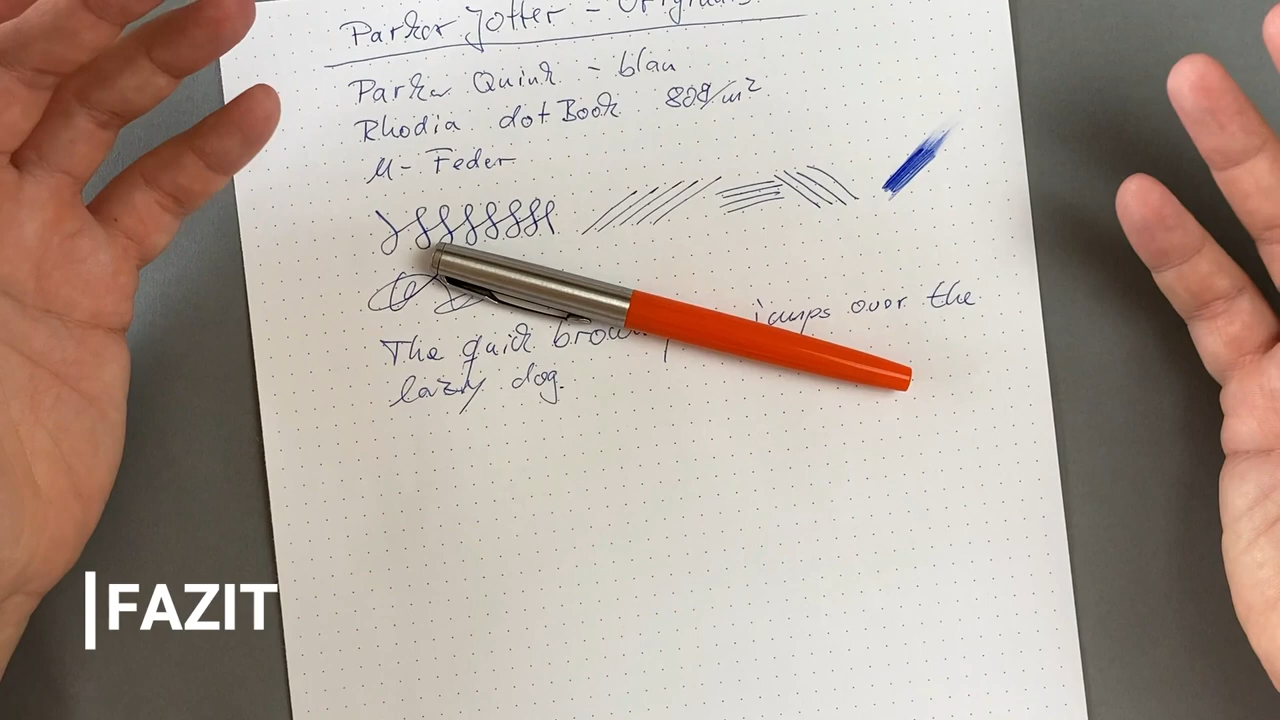 Parker Jotter – Originals
Parker Quink – blau
Rhodia dotBook 80g/m²
M-Feder
The quick brown jumps over the
lazy dog.
FAZIT